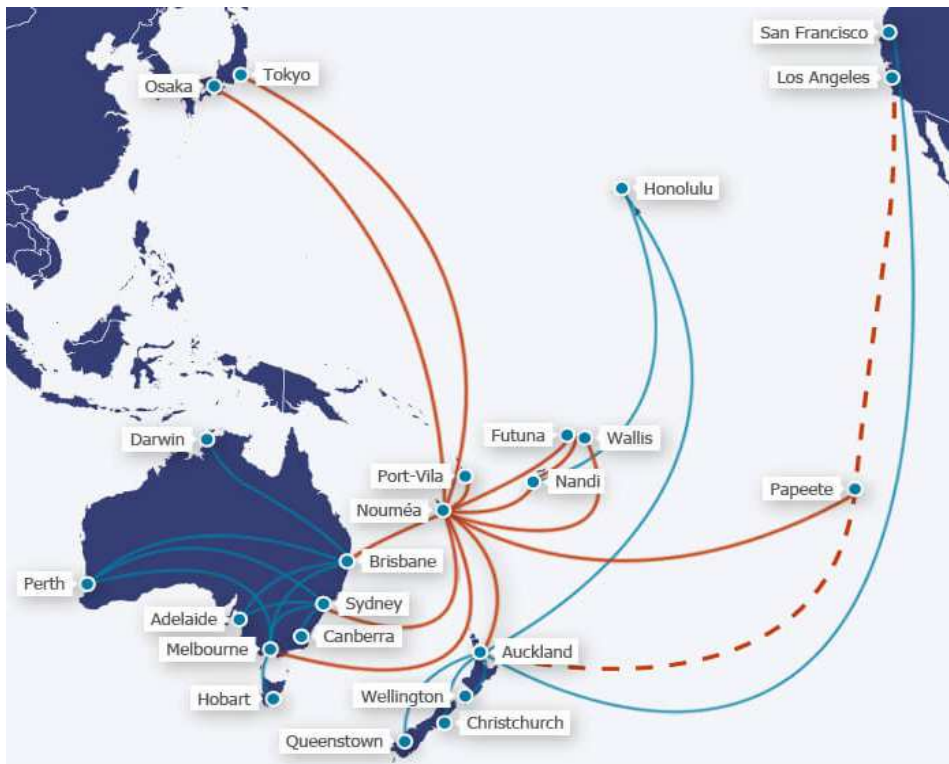 San Francisco
Tokyo
Los Angeles
Osaka
Honolulu
Darwin
Futuna
Wallis
Port-Vila
Nandi
Papeete
Nouméa
Brisbane
Perth
Sydney
Adelaide
Canberra
Melbourne
Auckland
Hobart
Wellington
Christchurch
Queenstown